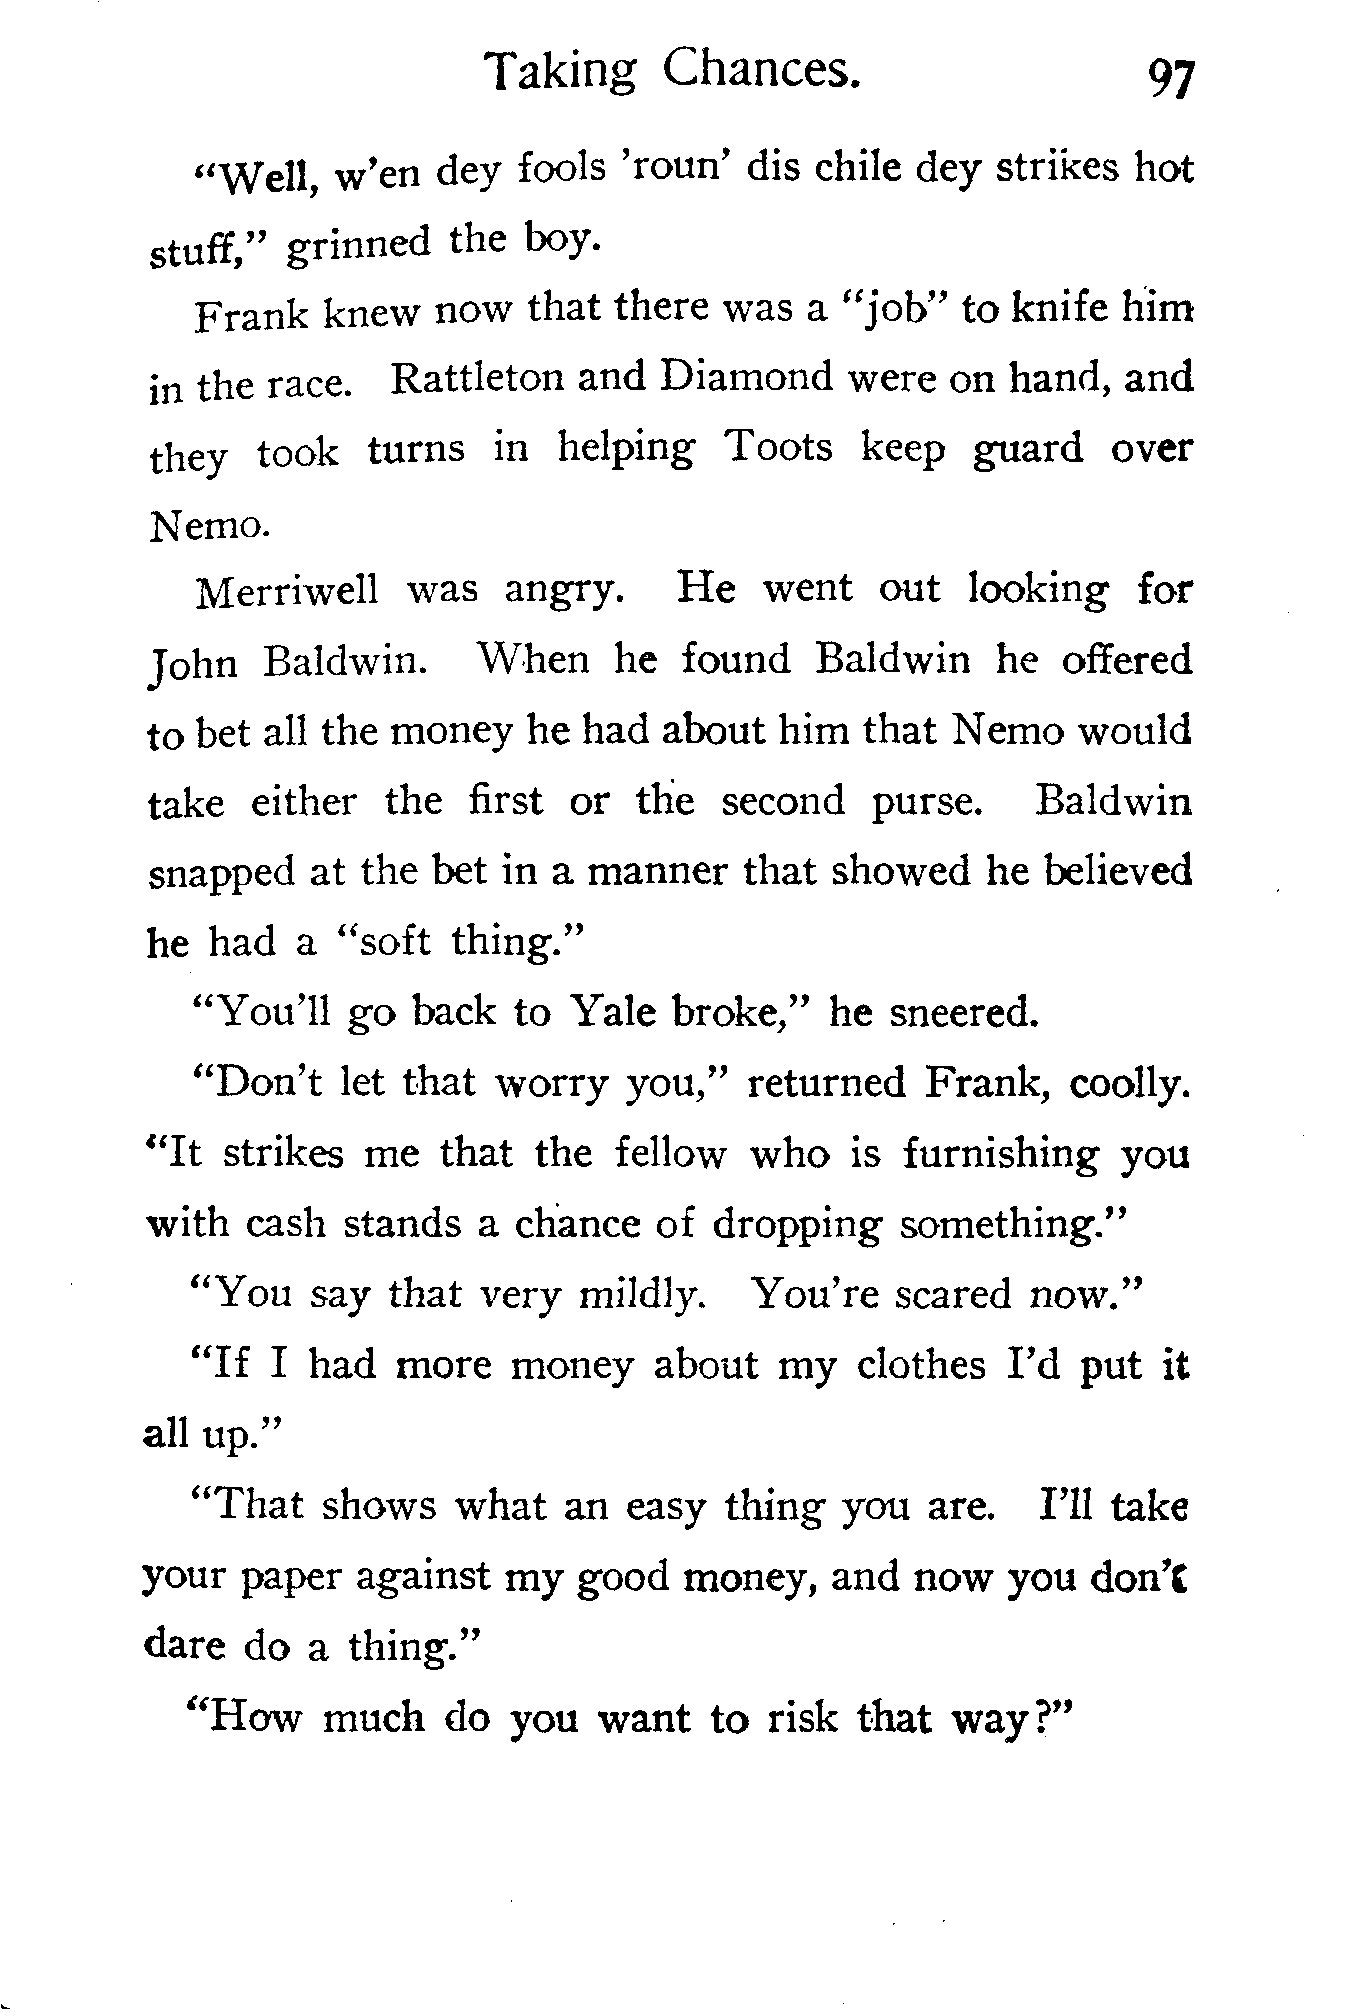 Taking Chances. 97
"Well, w'en dey fools 'roun' dis chile dey strikes hot
stuff," grinned the boy.
Frank knew now that there was a "job" to knife him
in the race. Rattleton and Diamond were on hand, and
they took turns in helping Toots keep guard over
Nemo.
Merriwell was angry. He went out looking for
John Baldwin. When he found Baldwin he offered
to bet all the money he had about him that Nemo would
take either the first or the second purse. Baldwin
snapped at the bet in a manner that showed he believed
he had a "soft thing."
"You'll go back to Yale broke," he sneered.
"Don't let that worry you," returned Frank, coolly.
"It strikes me that the fellow who is furnishing you
with cash stands a chance of dropping something."
"You say that very mildly. You're scared now."
"If I had more money about my clothes I'd put it
all up."
"That shows what an easy thing you are. I'll take
your paper against my good money, and now you don't
dare do a thing."
"How much do you want to risk that way?"